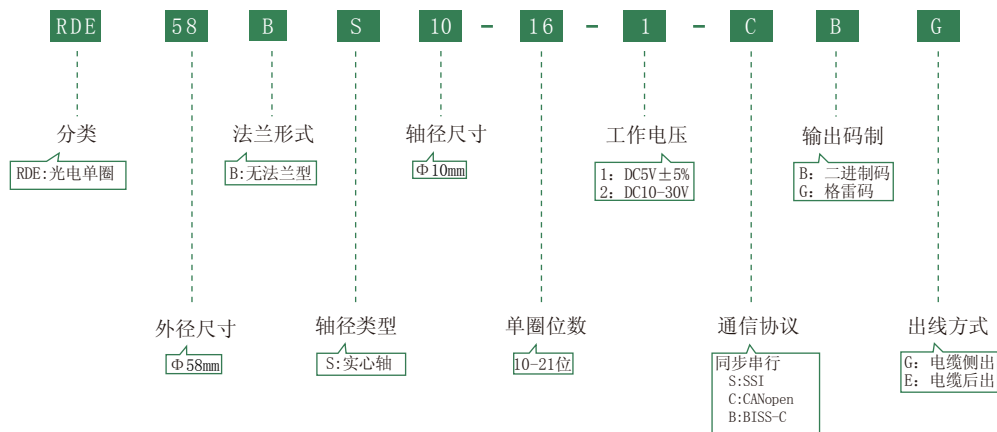 RDE 58 B S 10 - 16 - 1 - C B G
分类
RDE:光电单圈
法兰形式
B:无法兰型
轴径尺寸
Φ10mm
工作电压
1: DC5V±5%
2: DC10-30V
输出码制
B: 二进制码
G: 格雷码
外径尺寸
Φ58mm
轴径类型
S:实心轴
单圈位数
10-21位
通信协议
同步串行
S:SSI
C:CANopen
B:BISS-C
出线方式
G: 电缆侧出
E: 电缆后出